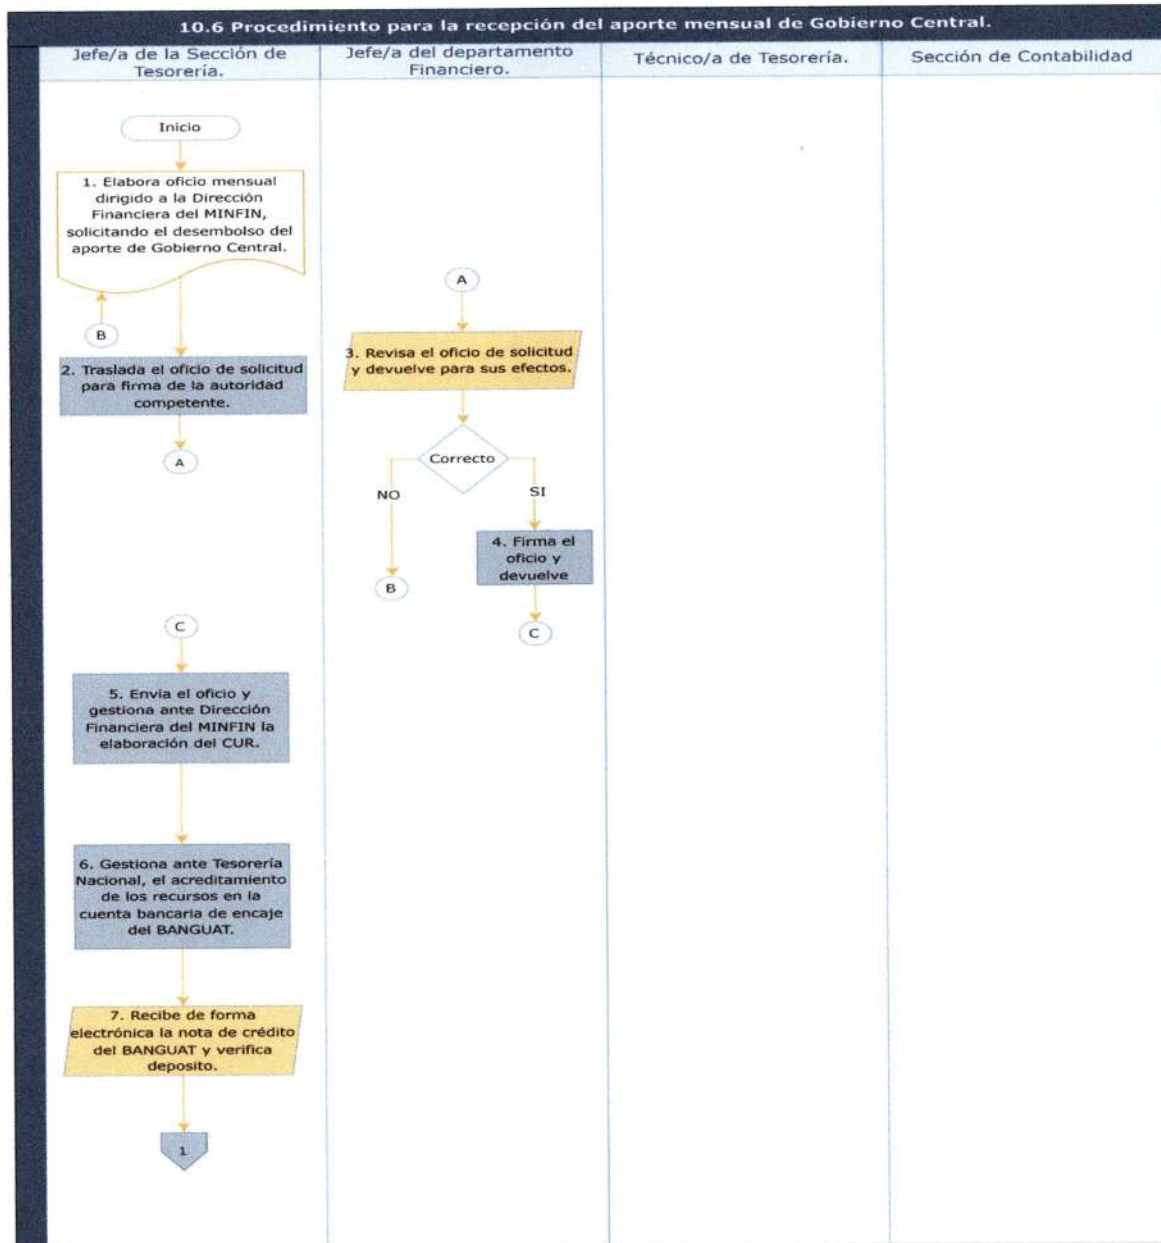 10.6 Procedimiento para la recepción del aporte mensual de Gobierno Central.
Jefe/a de la Sección de
Tesorería.
Jefe/a del departamento
Financiero.
Técnico/a de Tesorería.
Sección de Contabilidad
Inicio
1. Elabora oficio mensual
dirigido a la Dirección
Financiera del MINFIN,
solicitando el desembolso del
aporte de Gobierno Central.
B
2. Traslada el oficio de solicitud
para firma de la autoridad
competente.
A
A
3. Revisa el oficio de solicitud
y devuelve para sus efectos.
Correcto
NO
SI
4. Firma el
oficio y
devuelve
B
C
C
5. Envía el oficio y
gestiona ante Dirección
Financiera del MINFIN la
elaboración del CUR.
6. Gestiona ante Tesorería
Nacional, el acreditamiento
de los recursos en la
cuenta bancaria de encaje
del BANGUAT.
7. Recibe de forma
electrónica la nota de crédito
del BANGUAT y verifica
deposito.
1